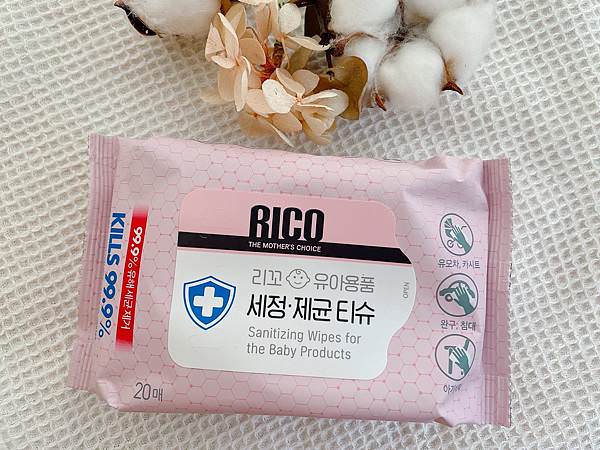 RICO
THE MOTHER'S CHOICE
리꼬 유아용품
세정·제균 티슈
Sanitizing Wipes for
the Baby Products
OPEN
99.9% 유해세균 제거
KILLS 99.9%
20매
유모차, 카시트
완구, 침대